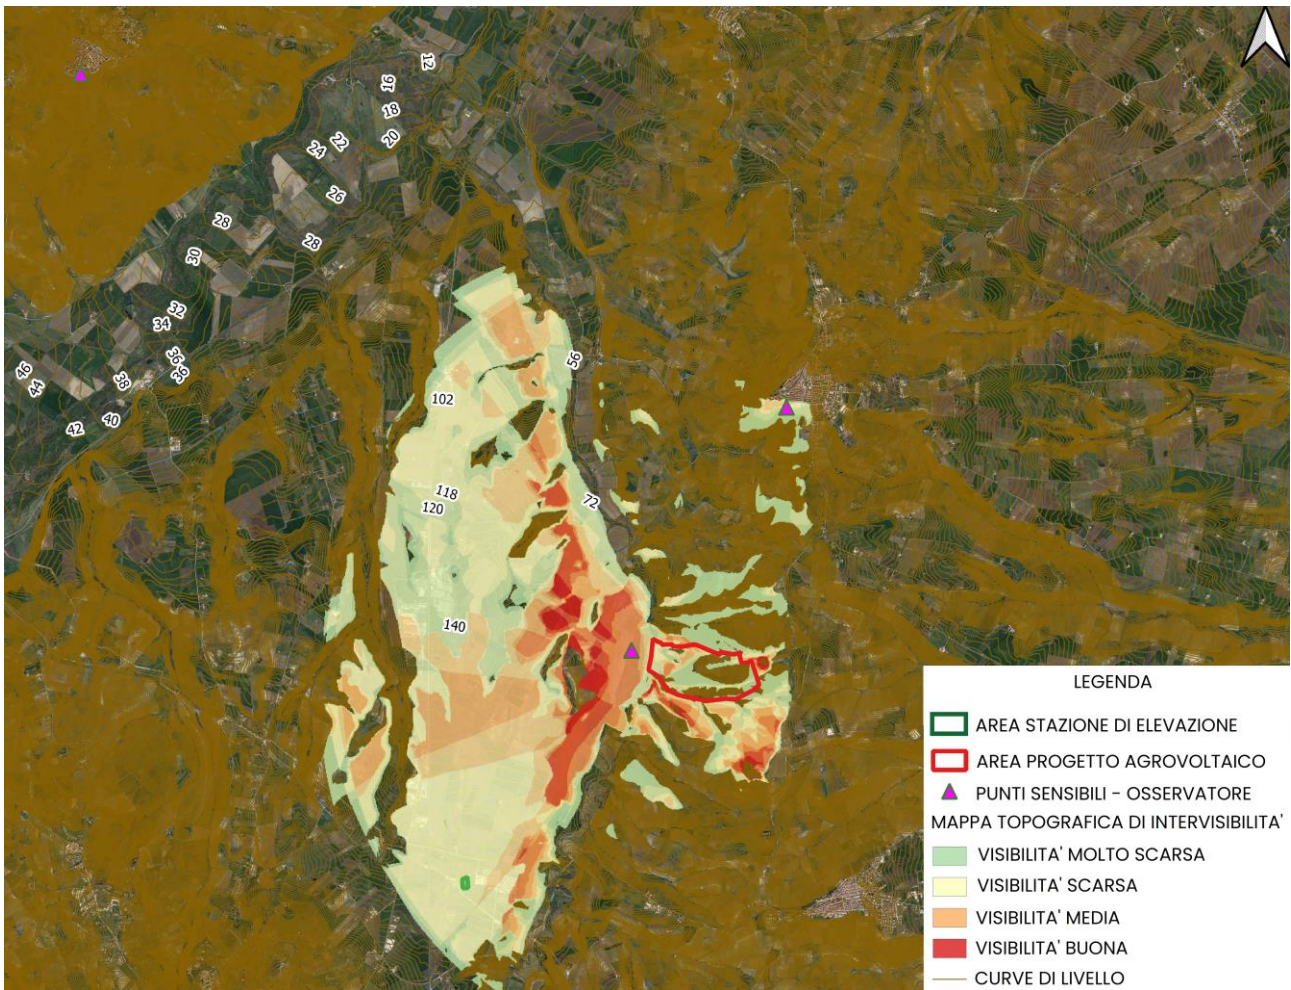 12
16
18
20
22
24
26
28
28
30
32
34
36
36
38
46
44
40
42
56
102
118
120
72
140
LEGENDA
AREA STAZIONE DI ELEVAZIONE
AREA PROGETTO AGROVOLTAICO
PUNTI SENSIBILI - OSSERVATORE
MAPPA TOPOGRAFICA DI INTERVISIBILITA'
VISIBILITA' MOLTO SCARSA
VISIBILITA' SCARSA
VISIBILITA' MEDIA
VISIBILITA' BUONA
CURVE DI LIVELLO